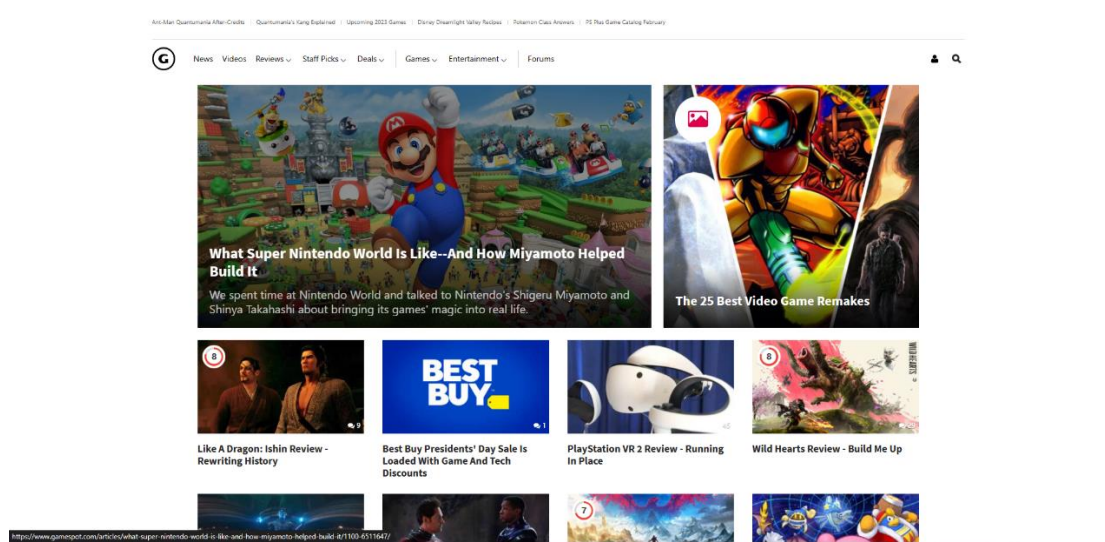 Ant-Man Quantumania After-Credits | Quantumania's Kang Explained | Upcoming 2023 Games | Disney Dreamlight Valley Recipes | Pokemon Class Answers | PS Plus Game Catalog February
G News Videos Reviews Staff Picks Deals Games Entertainment Forums
What Super Nintendo World Is Like--And How Miyamoto Helped
Build It
We spent time at Nintendo World and talked to Nintendo's Shigeru Miyamoto and
Shinya Takahashi about bringing its games' magic into real life.
The 25 Best Video Game Remakes
8
9
BEST
BUY
1
8
WILD HEARTS
Like A Dragon: Ishin Review -
Rewriting History
Best Buy Presidents' Day Sale Is
Loaded With Game And Tech
Discounts
PlayStation VR 2 Review - Running
In Place
Wild Hearts Review - Build Me Up
7
https://www.gamespot.com/articles/what-super-nintendo-world-is-like-and-how-miyamoto-helped-build-it/1100-6511647/